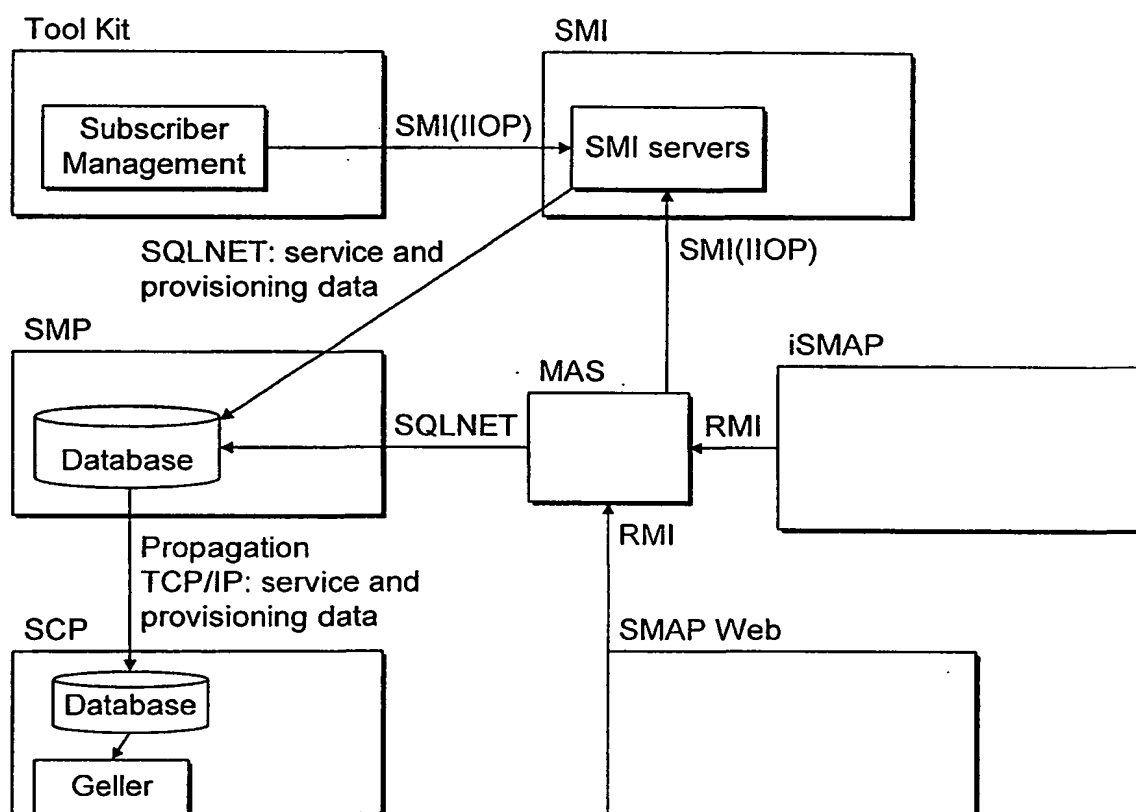 Tool Kit
SMI
Subscriber
Management
SMI(IIOP)
SMI servers
SQLNET: service and
provisioning data
SMI(IIOP)
SMP
MAS
iSMAP
Database
SQLNET
RMI
Propagation
TCP/IP: service and
provisioning data
RMI
SCP
SMAP Web
Database
Geller